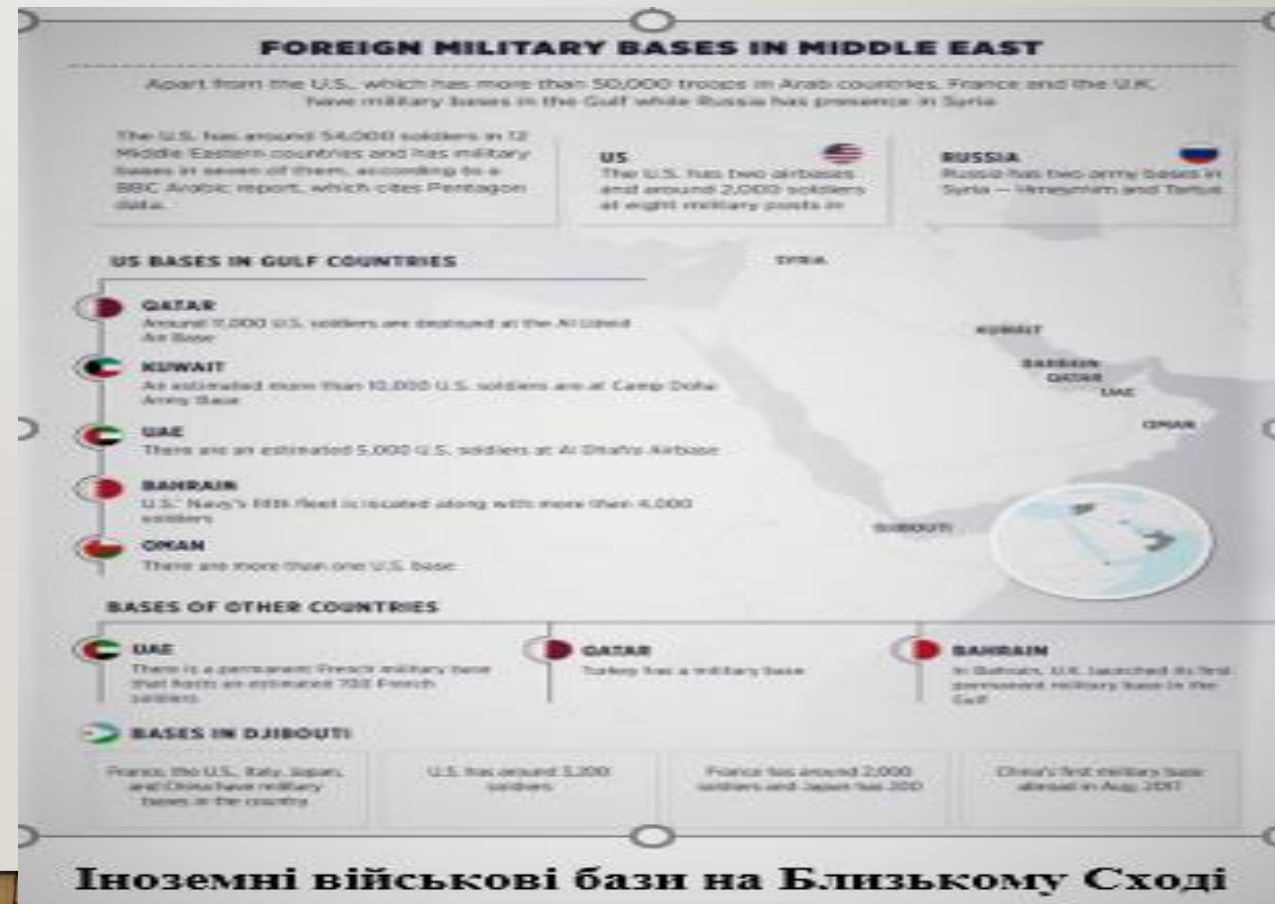 FOREIGN MILITARY BASES IN MIDDLE EAST
Apart from the U.S., which has more than 50,000 troops in Arab countries, France and the U.K.
have military bases in the Gulf while Russia has presence in Syria
The U.S. has around 54,000 soldiers in 12
Middle Eastern countries and has military
bases in seven of them, according to a
BBC Arabic report, which cites Pentagon
data.
US
The U.S. has two airbases
and around 2,000 soldiers
at eight military posts in
RUSSIA
Russia has two army bases in
Syria — Hmeymim and Tartus
US BASES IN GULF COUNTRIES
QATAR
Around 11,000 U.S. soldiers are deployed at the Al Udeid
Air Base
KUWAIT
An estimated more than 10,000 U.S. soldiers are at Camp Doha
Army Base
UAE
There are an estimated 5,000 U.S. soldiers at Al Dhafra Airbase
BAHRAIN
U.S.' Navy's fifth fleet is located along with more than 4,000
soldiers
OMAN
There are more than one U.S. base
SYRIA
KUWAIT
BAHRAIN
QATAR
UAE
OMAN
DJIBOUTI
BASES OF OTHER COUNTRIES
UAE
There is a permanent French military base
that hosts an estimated French
soldiers
QATAR
Turkey has a military base
BAHRAIN
In Bahrain, U.K. launched its first
permanent military base in the
Gulf
BASES IN DJIBOUTI
France, the U.S., Italy, Japan,
and China have military
bases in the country
U.S. has around
soldiers
France has around 2,000
soldiers and Japan has
China's first military base
abroad in Aug. 2017
Іноземні військові бази на Близькому Сході